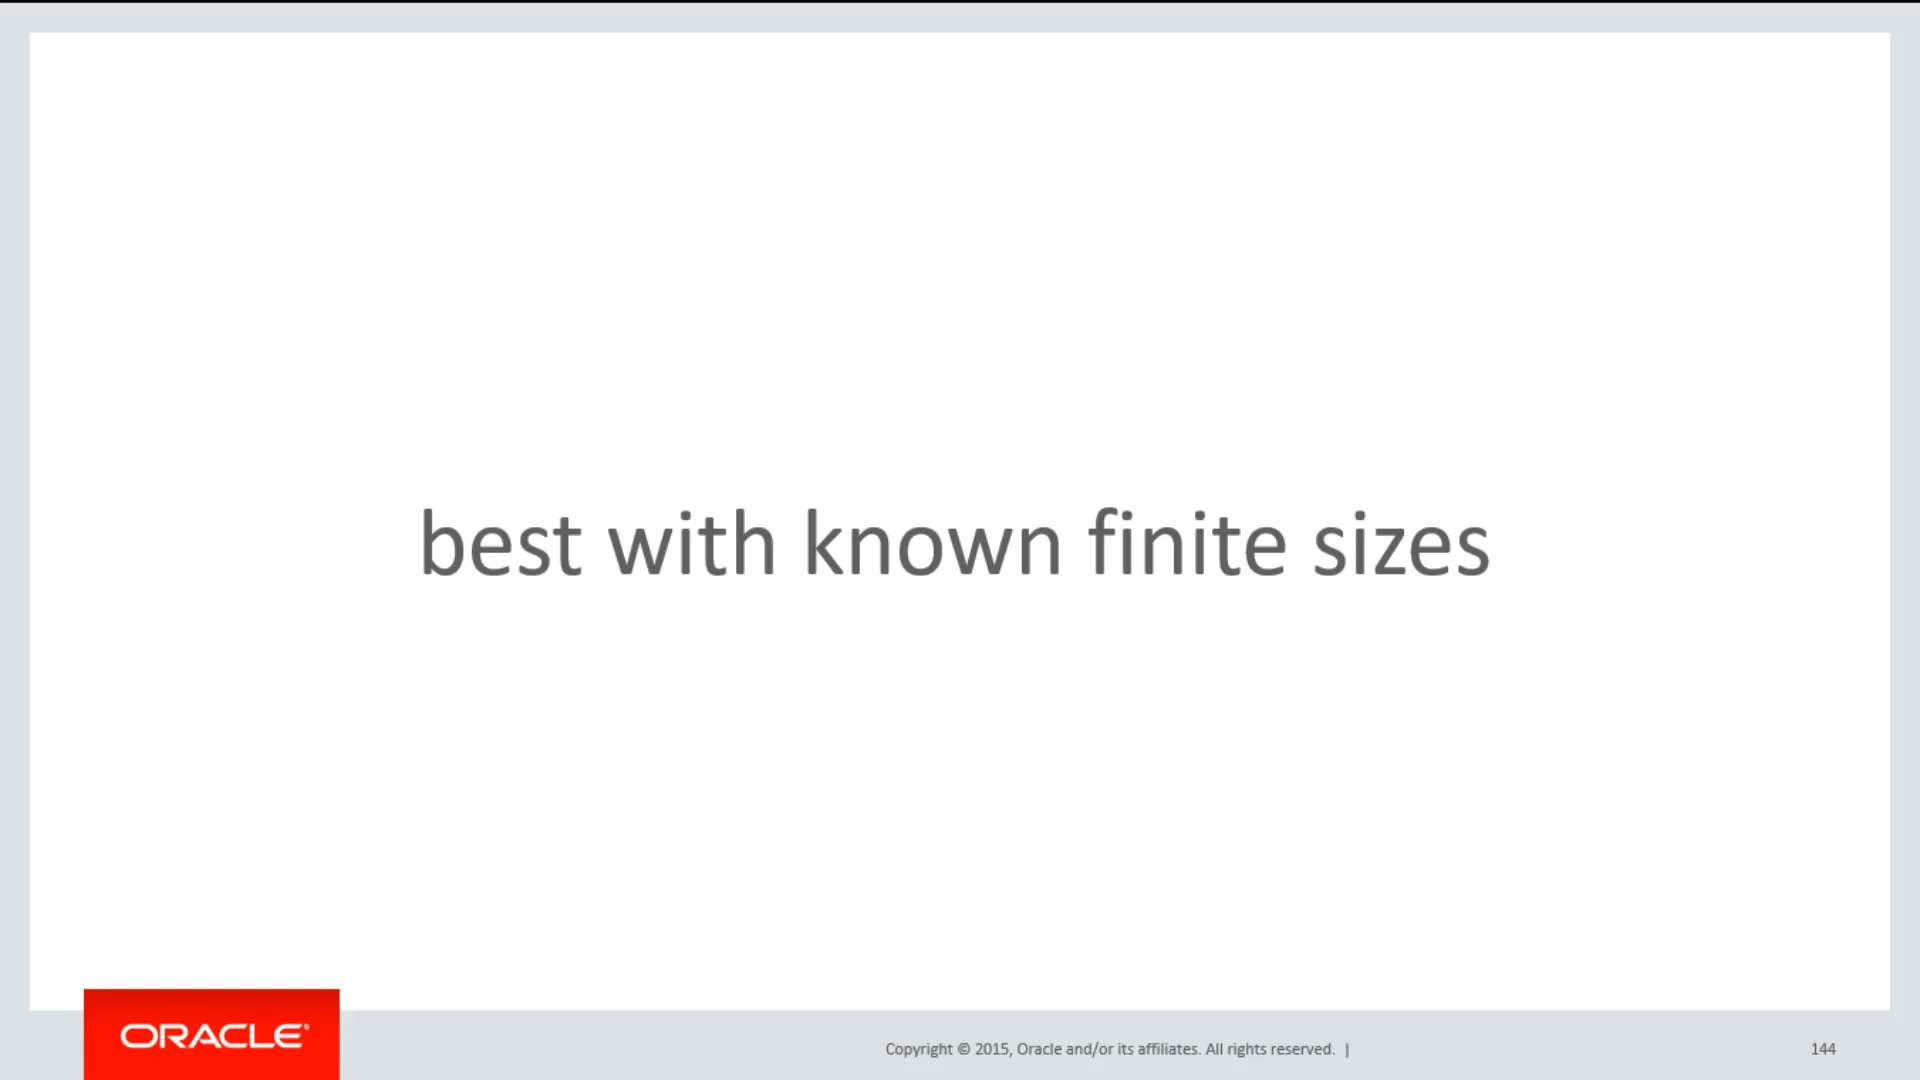 best with known finite sizes
ORACLE®
Copyright © 2015, Oracle and/or its affiliates. All rights reserved. |
144